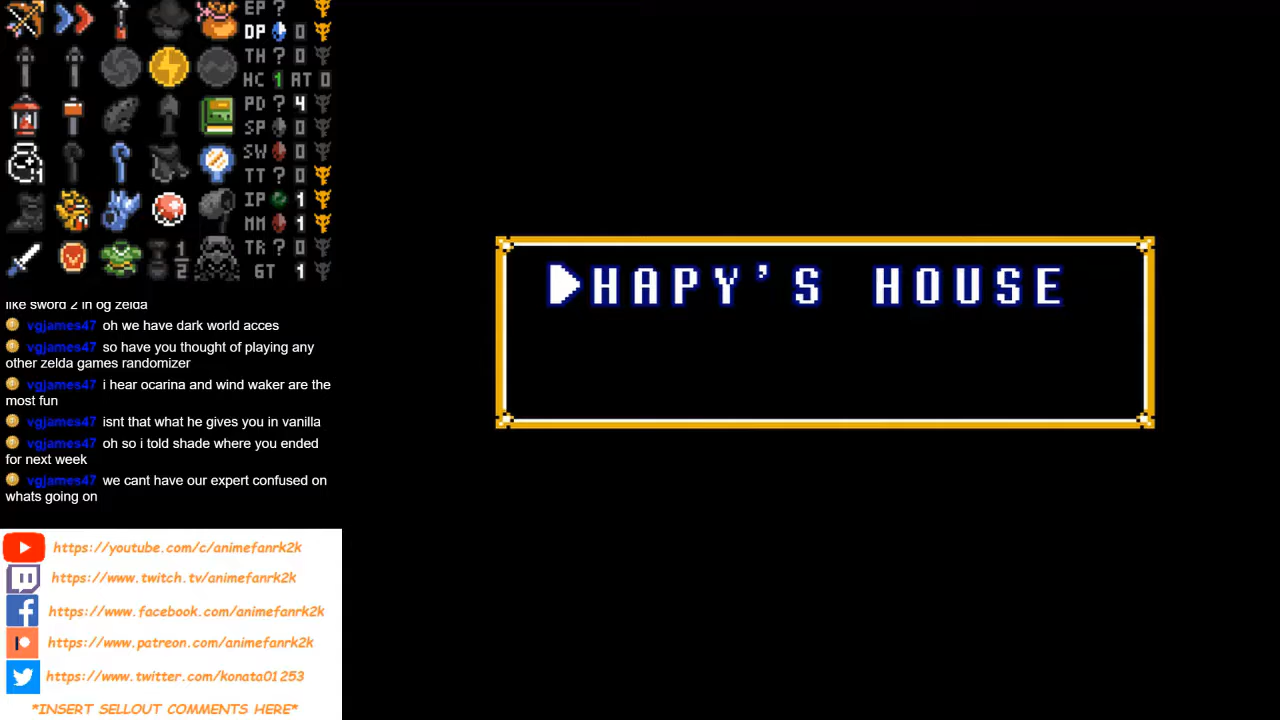 EP ?
DP 0
TH ? 0
HC 1 AT 0
PD ? 4
SP 0
SW 0
TT ? 0
IP 1
MM 1
TR ? 0
GT 1
1
1/2
like sword 2 in og zelda
vgjames47 oh we have dark world acces
vgjames47 so have you thought of playing any
other zelda games randomizer
vgjames47 i hear ocarina and wind waker are the
most fun
vgjames47 isnt that what he gives you in vanilla
vgjames47 oh so i told shade where you ended
for next week
vgjames47 we cant have our expert confused on
whats going on
https://youtube.com/c/animefanrk2k
https://www.twitch.tv/animefanrk2k
https://www.facebook.com/animefanrk2k
https://www.patreon.com/animefanrk2k
https://www.twitter.com/konata01253
*INSERT SELLOUT COMMENTS HERE*
HAPY'S HOUSE